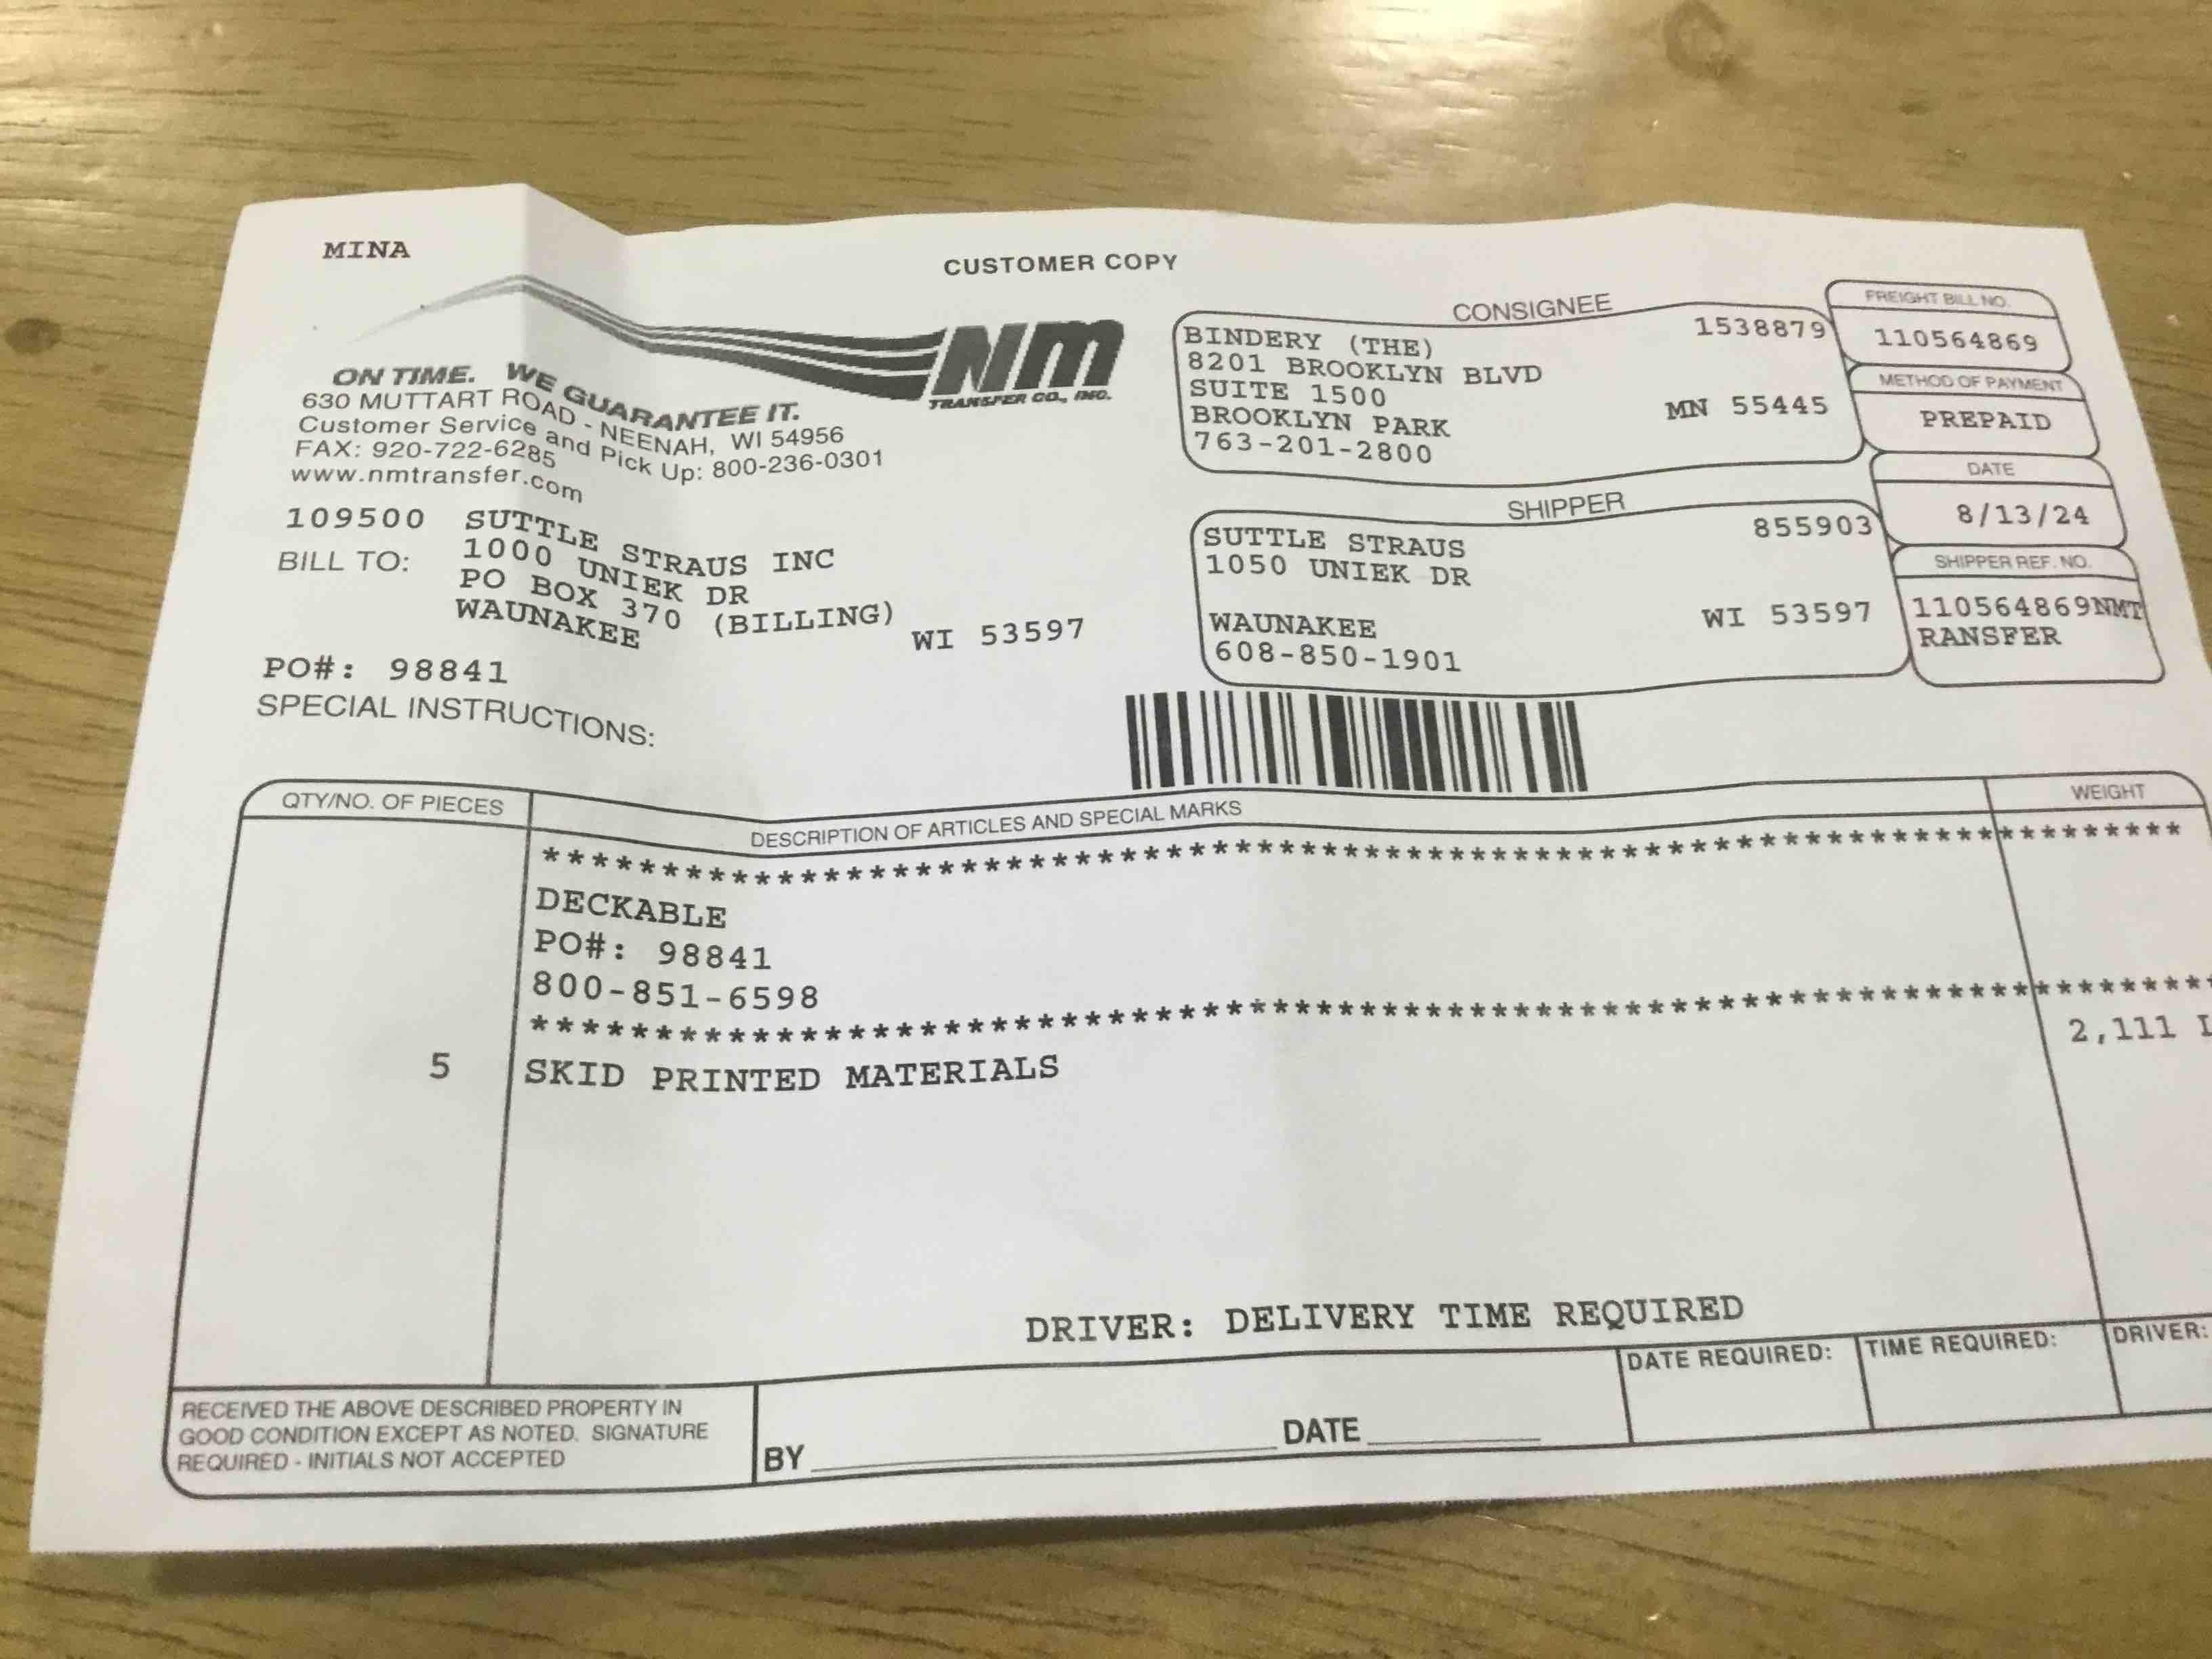 MINA
CUSTOMER COPY
NM
TRANSFER CO., INC.
ON TIME. WE GUARANTEE IT.
630 MUTTART ROAD - NEENAH, WI 54956
Customer Service and Pick Up: 800-236-0301
FAX: 920-722-6285
www.nmtransfer.com
109500 SUTTLE STRAUS INC
BILL TO: 1000 UNIEK DR
PO BOX 370 (BILLING)
WAUNAKEE WI 53597
PO#: 98841
SPECIAL INSTRUCTIONS:
CONSIGNEE
BINDERY (THE) 1538879
8201 BROOKLYN BLVD
SUITE 1500
BROOKLYN PARK MN 55445
763-201-2800
SHIPPER
SUTTLE STRAUS 855903
1050 UNIEK DR
WAUNAKEE WI 53597
608-850-1901
FREIGHT BILL NO.
110564869
METHOD OF PAYMENT
PREPAID
DATE
8/13/24
SHIPPER REF. NO.
110564869NMT
RANSFER
QTY/NO. OF PIECES DESCRIPTION OF ARTICLES AND SPECIAL MARKS WEIGHT
**********************************************************************
DECKABLE
PO#: 98841
800-851-6598
**********************************************************************
5 SKID PRINTED MATERIALS 2,111 L
DRIVER: DELIVERY TIME REQUIRED
RECEIVED THE ABOVE DESCRIBED PROPERTY IN
GOOD CONDITION EXCEPT AS NOTED. SIGNATURE
REQUIRED - INITIALS NOT ACCEPTED
BY DATE
DATE REQUIRED: TIME REQUIRED: DRIVER: